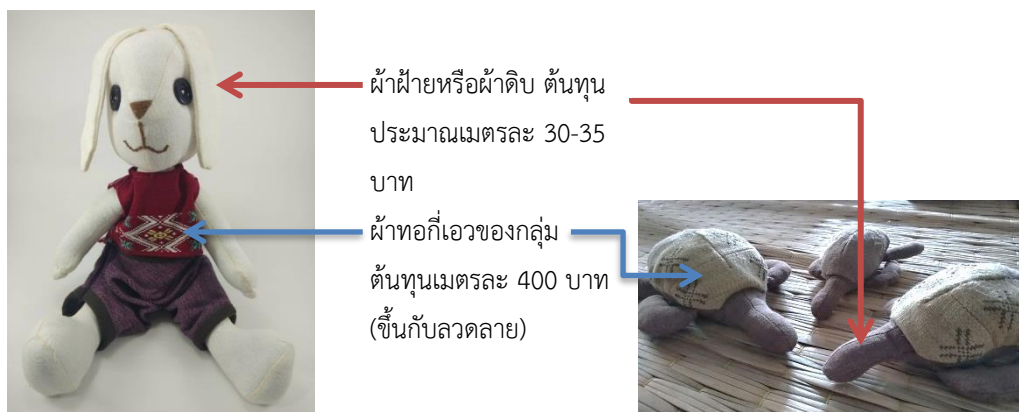 ผ้าฝ้ายหรือผ้าดิบ ต้นทุน
ประมาณเมตรละ 30-35
บาท
ผ้าทอกี่เอวของกลุ่ม
ต้นทุนเมตรละ 400 บาท
(ขึ้นกับลวดลาย)